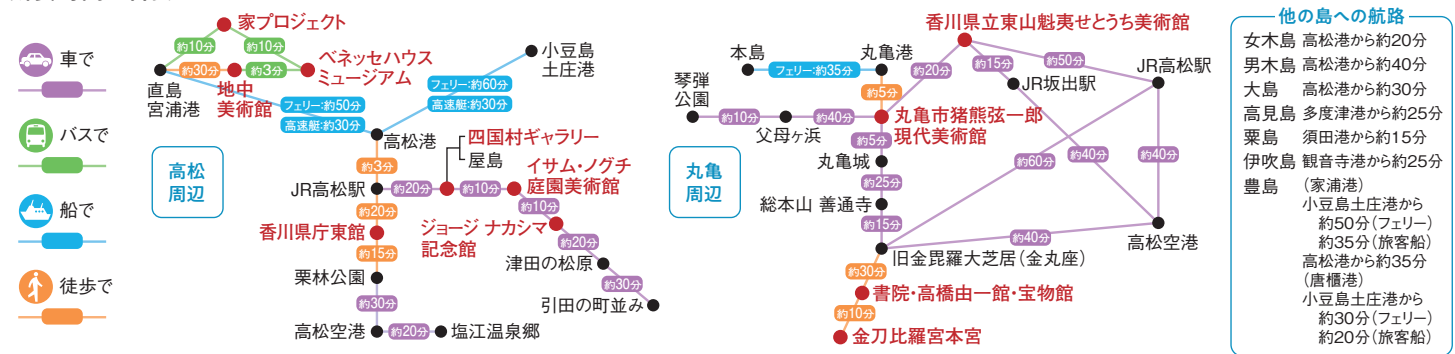 車で
バスで
船で
徒歩で
高松
周辺
家プロジェクト
約10分
約10分
ベネッセハウス
ミュージアム
約30分
約3分
直島
宮浦港
地中
美術館
小豆島
土庄港
フェリー:約60分
高速艇:約30分
フェリー:約50分
高速艇:約30分
高松港
約3分
四国村ギャラリー
屋島
イサム・ノグチ
庭園美術館
JR高松駅
約20分
約10分
約20分
約10分
香川県庁東館
ジョージ ナカシマ
記念館
約15分
約20分
栗林公園
津田の松原
約30分
約30分
引田の町並み
高松空港
約20分
塩江温泉郷
丸亀
周辺
香川県立東山魁夷せとうち美術館
本島
丸亀港
フェリー:約35分
約20分
約15分
約50分
JR高松駅
琴弾
公園
約5分
JR坂出駅
約10分
約40分
父母ヶ浜
丸亀市猪熊弦一郎
現代美術館
約5分
丸亀城
約60分
約40分
約40分
約25分
総本山 善通寺
約15分
約40分
高松空港
旧金毘羅大芝居(金丸座)
約30分
書院・高橋由一館・宝物館
約10分
金刀比羅宮本宮
他の島への航路
女木島 高松港から約20分
男木島 高松港から約40分
大島 高松港から約30分
高見島 多度津港から約25分
粟島 須田港から約15分
伊吹島 観音寺港から約25分
豊島 (家浦港)
小豆島土庄港から
約50分(フェリー)
約35分(旅客船)
高松港から約35分
(唐櫃港)
小豆島土庄港から
約30分(フェリー)
約20分(旅客船)